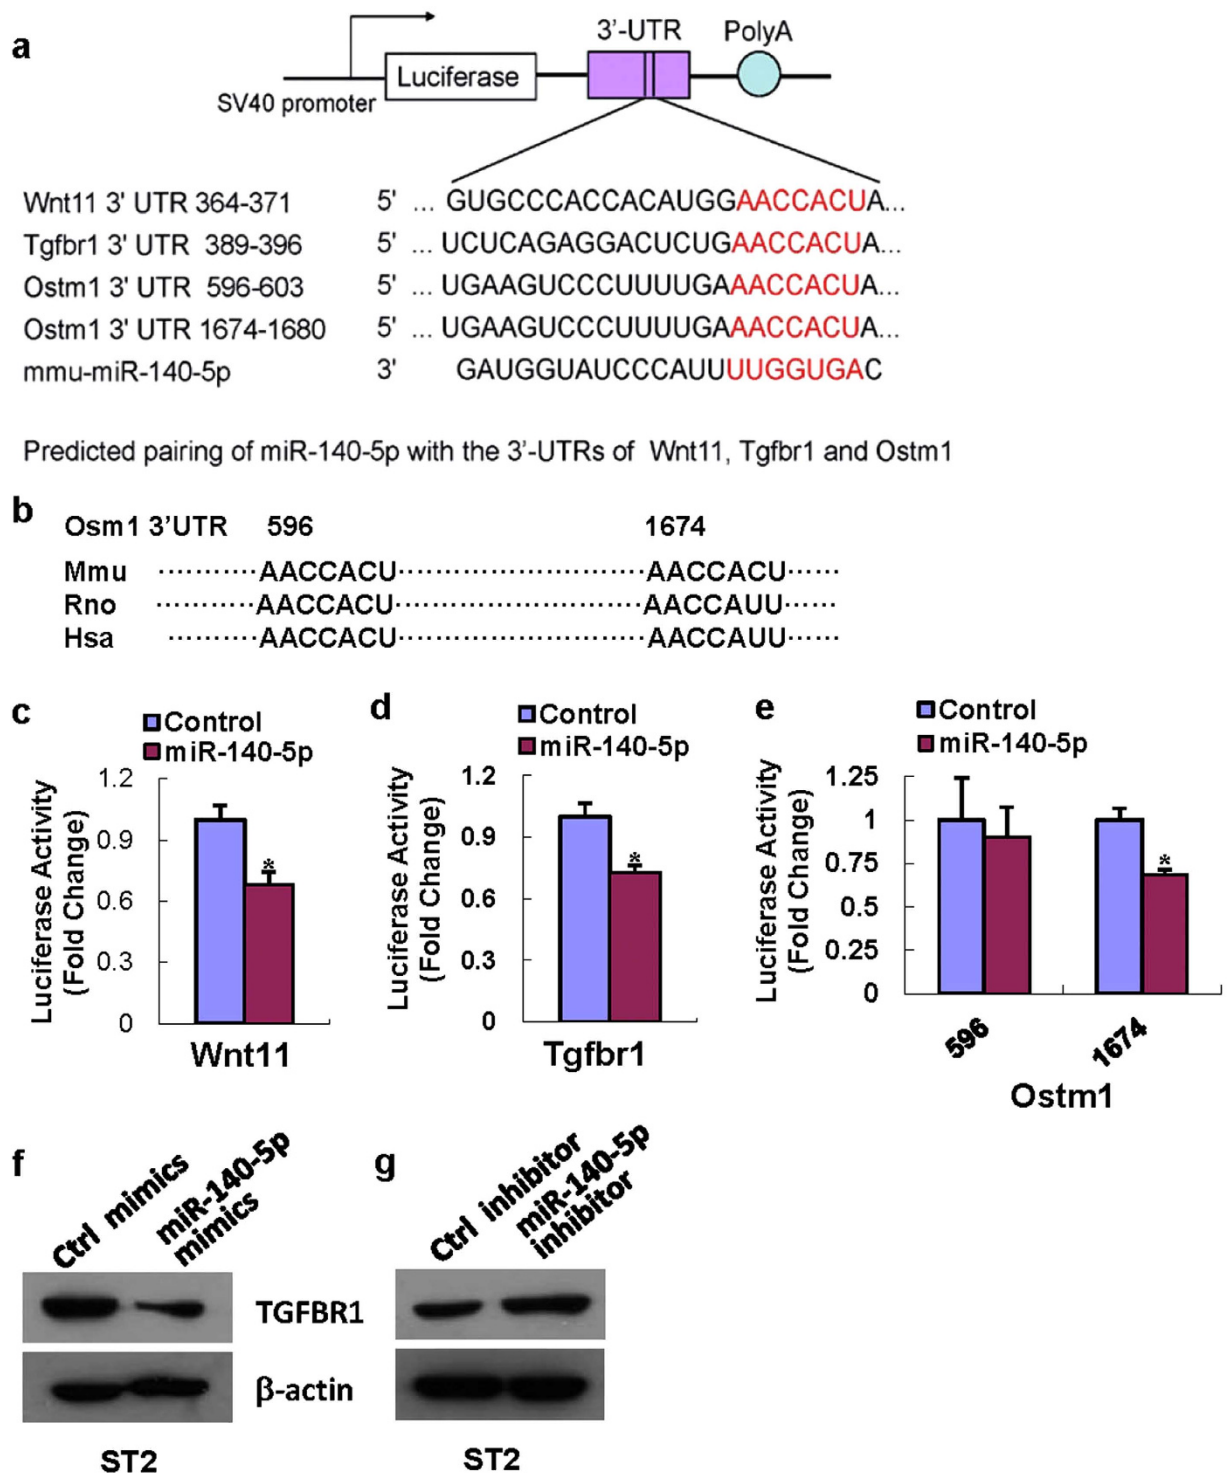 a
3'-UTR PolyA
Luciferase
SV40 promoter
Wnt11 3' UTR 364-371 5' ... GUGCCCACCACAUGGAACCACUA...
Tgfbr1 3' UTR 389-396 5' ... UCUCAGAGGACUCUGAACCACUA...
Ostm1 3' UTR 596-603 5' ... UGAAGUCCCUUUUGAAACCACUA...
Ostm1 3' UTR 1674-1680 5' ... UGAAGUCCCUUUUGAAACCACUA...
mmu-miR-140-5p 3' GAUGGUAUCCCAUUUUGGUGAC
Predicted pairing of miR-140-5p with the 3'-UTRs of Wnt11, Tgfbr1 and Ostm1
b
Osm1 3'UTR 596 1674
Mmu ··········AACCACU······················AACCACU······
Rno ··········AACCACU······················AACCAUU······
Hsa ·········AACCACU······················AACCAUU······
c
Control
miR-140-5p
Luciferase Activity
(Fold Change)
1.2
0.9
0.6
0.3
0
*
Wnt11
d
Control
miR-140-5p
Luciferase Activity
(Fold Change)
1.2
0.9
0.6
0.3
0
*
Tgfbr1
e
Control
miR-140-5p
Luciferase Activity
(Fold Change)
1.25
1
0.75
0.5
0.25
0
*
596 1674
Ostm1
f
Ctrl mimics
miR-140-5p
mimics
g
Ctrl inhibitor
miR-140-5p
inhibitor
TGFBR1
β-actin
ST2 ST2